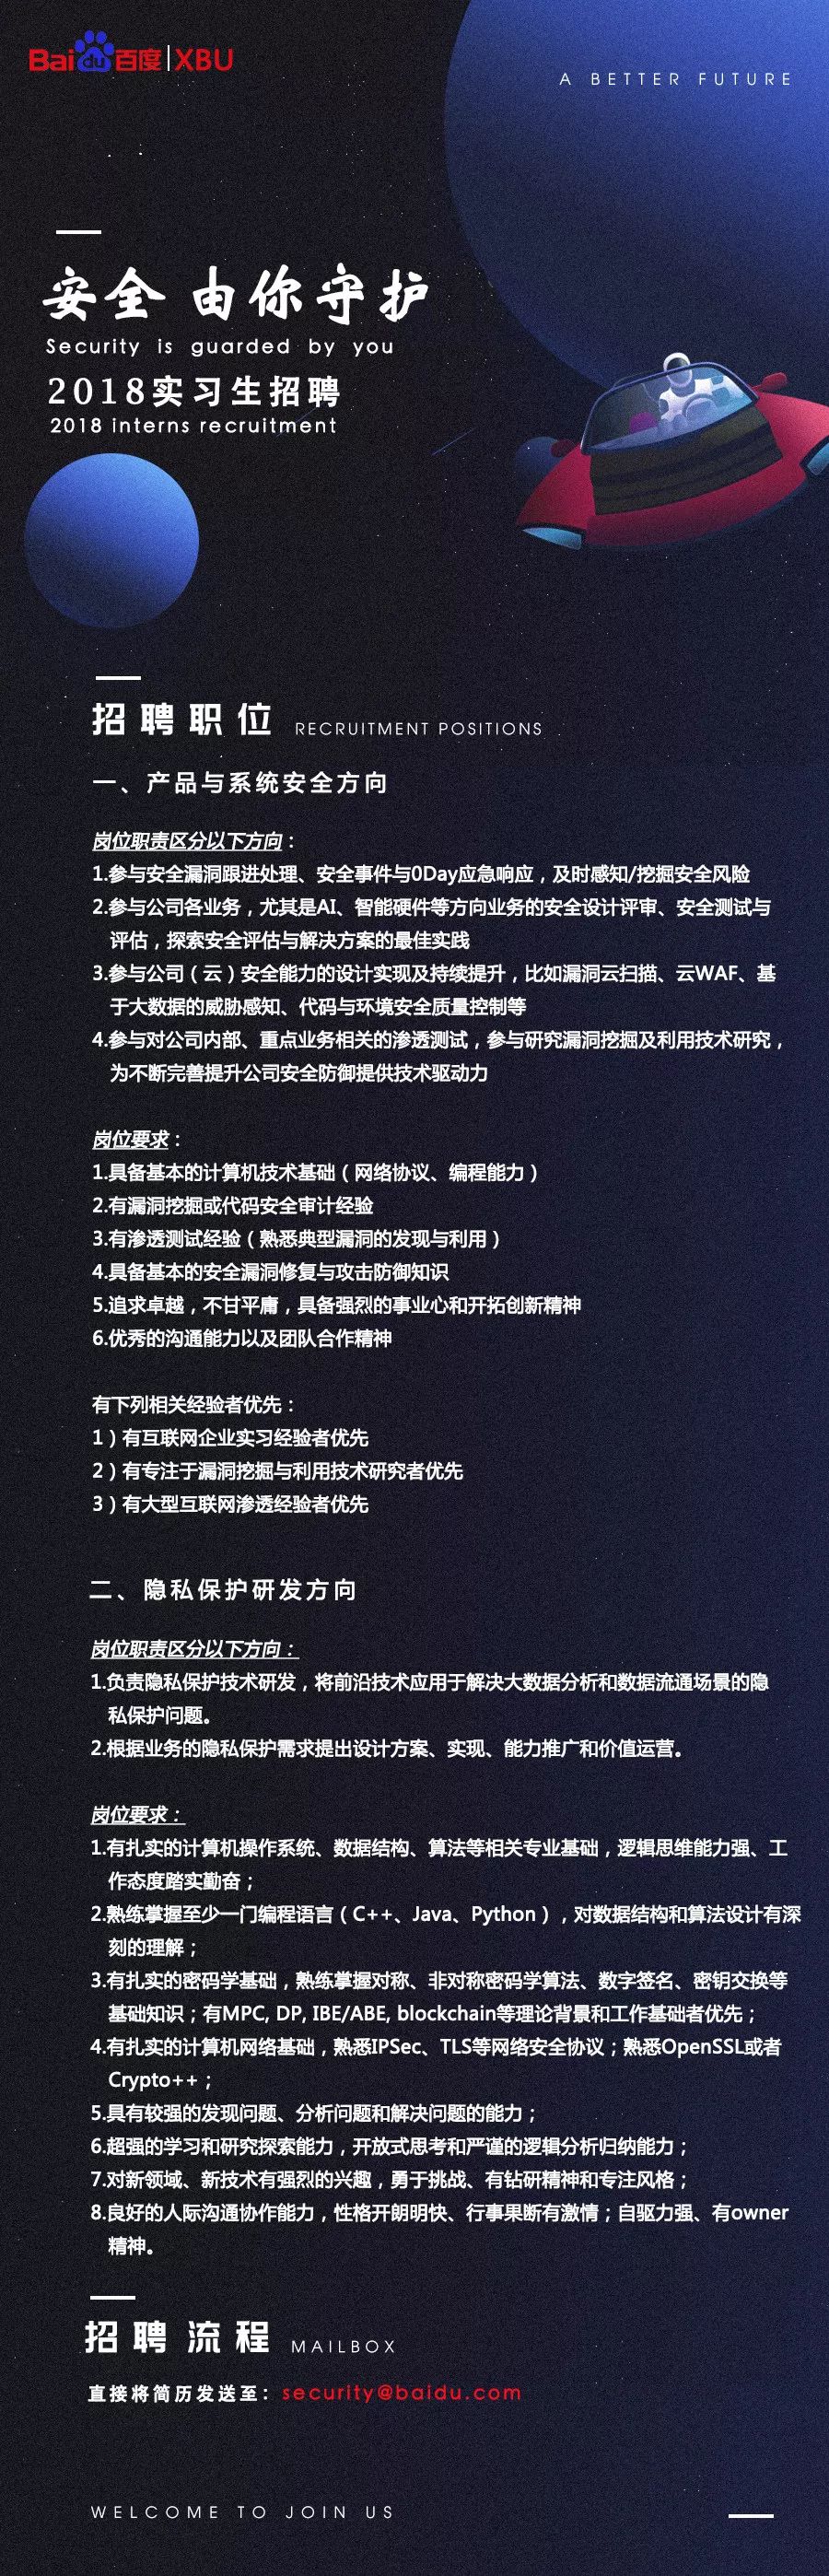 Bai du 百度 | XBU
A BETTER FUTURE
安全 由你守护
Security is guarded by you
2018实习生招聘
2018 interns recruitment
招聘职位 RECRUITMENT POSITIONS
一、产品与系统安全方向
岗位职责区分以下方向：
1.参与安全漏洞跟进处理、安全事件与0Day应急响应，及时感知/挖掘安全风险
2.参与公司各业务，尤其是AI、智能硬件等方向业务的安全设计评审、安全测试与
评估，探索安全评估与解决方案的最佳实践
3.参与公司（云）安全能力的设计实现及持续提升，比如漏洞云扫描、云WAF、基
于大数据的威胁感知、代码与环境安全质量控制等
4.参与对公司内部、重点业务相关的渗透测试，参与研究漏洞挖掘及利用技术研究，
为不断完善提升公司安全防御提供技术驱动力
岗位要求：
1.具备基本的计算机技术基础（网络协议、编程能力）
2.有漏洞挖掘或代码安全审计经验
3.有渗透测试经验（熟悉典型漏洞的发现与利用）
4.具备基本的安全漏洞修复与攻击防御知识
5.追求卓越，不甘平庸，具备强烈的事业心和开拓创新精神
6.优秀的沟通能力以及团队合作精神
有下列相关经验者优先：
1）有互联网企业实习经验者优先
2）有专注于漏洞挖掘与利用技术研究者优先
3）有大型互联网渗透经验者优先
二、隐私保护研发方向
岗位职责区分以下方向：
1.负责隐私保护技术研发，将前沿技术应用于解决大数据分析和数据流通场景的隐
私保护问题。
2.根据业务的隐私保护需求提出设计方案、实现、能力推广和价值运营。
岗位要求：
1.有扎实的计算机操作系统、数据结构、算法等相关专业基础，逻辑思维能力强、工
作态度踏实勤奋；
2.熟练掌握至少一门编程语言（C++、Java、Python），对数据结构和算法设计有深
刻的理解；
3.有扎实的密码学基础，熟练掌握对称、非对称密码学算法、数字签名、密钥交换等
基础知识；有MPC, DP, IBE/ABE, blockchain等理论背景和工作基础者优先；
4.有扎实的计算机网络基础，熟悉IPSec、TLS等网络安全协议；熟悉OpenSSL或者
Crypto++；
5.具有较强的发现问题、分析问题和解决问题的能力；
6.超强的学习和研究探索能力，开放式思考和严谨的逻辑分析归纳能力；
7.对新领域、新技术有强烈的兴趣，勇于挑战、有钻研精神和专注风格；
8.良好的人际沟通协作能力，性格开朗明快、行事果断有激情；自驱力强、有owner
精神。
招聘流程 MAILBOX
直接将简历发送至：security@baidu.com
WELCOME TO JOIN US